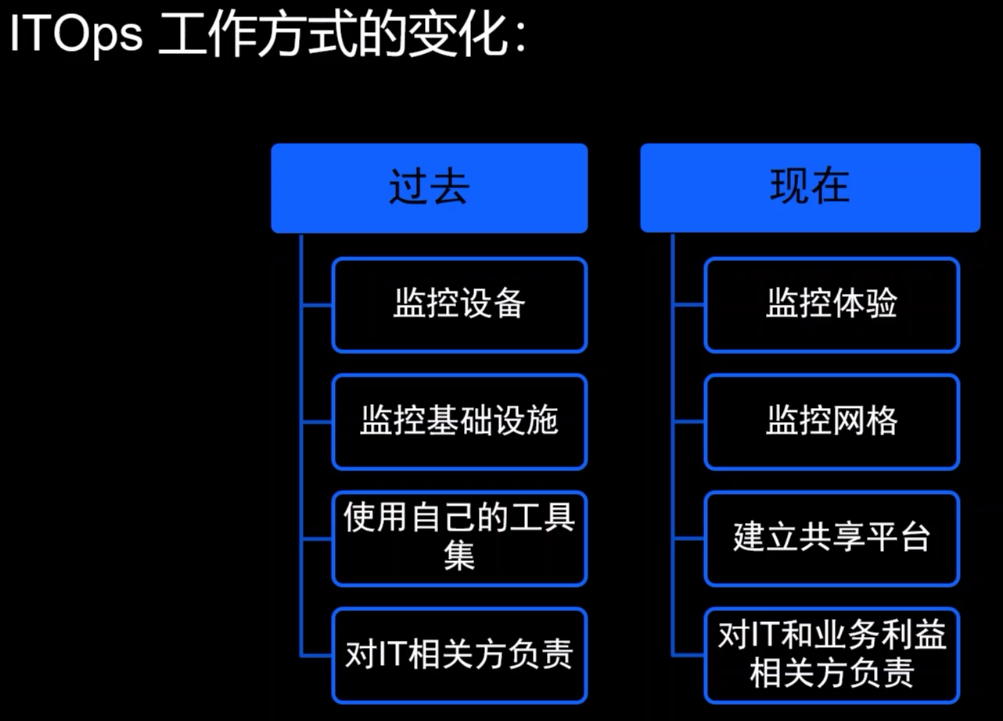 ITOps 工作方式的变化：
过去
监控设备
监控基础设施
使用自己的工具
集
对IT相关方负责
现在
监控体验
监控网格
建立共享平台
对IT和业务利益
相关方负责